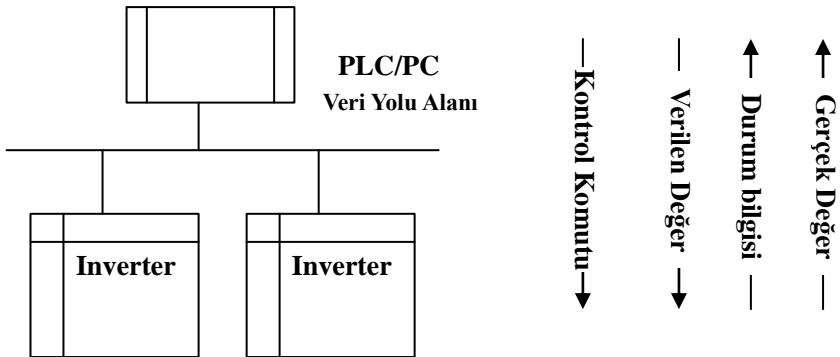 PLC/PC
Veri Yolu Alanı
Inverter
Inverter
Kontrol Komutu
Verilen Değer
Durum bilgisi
Gerçek Değer